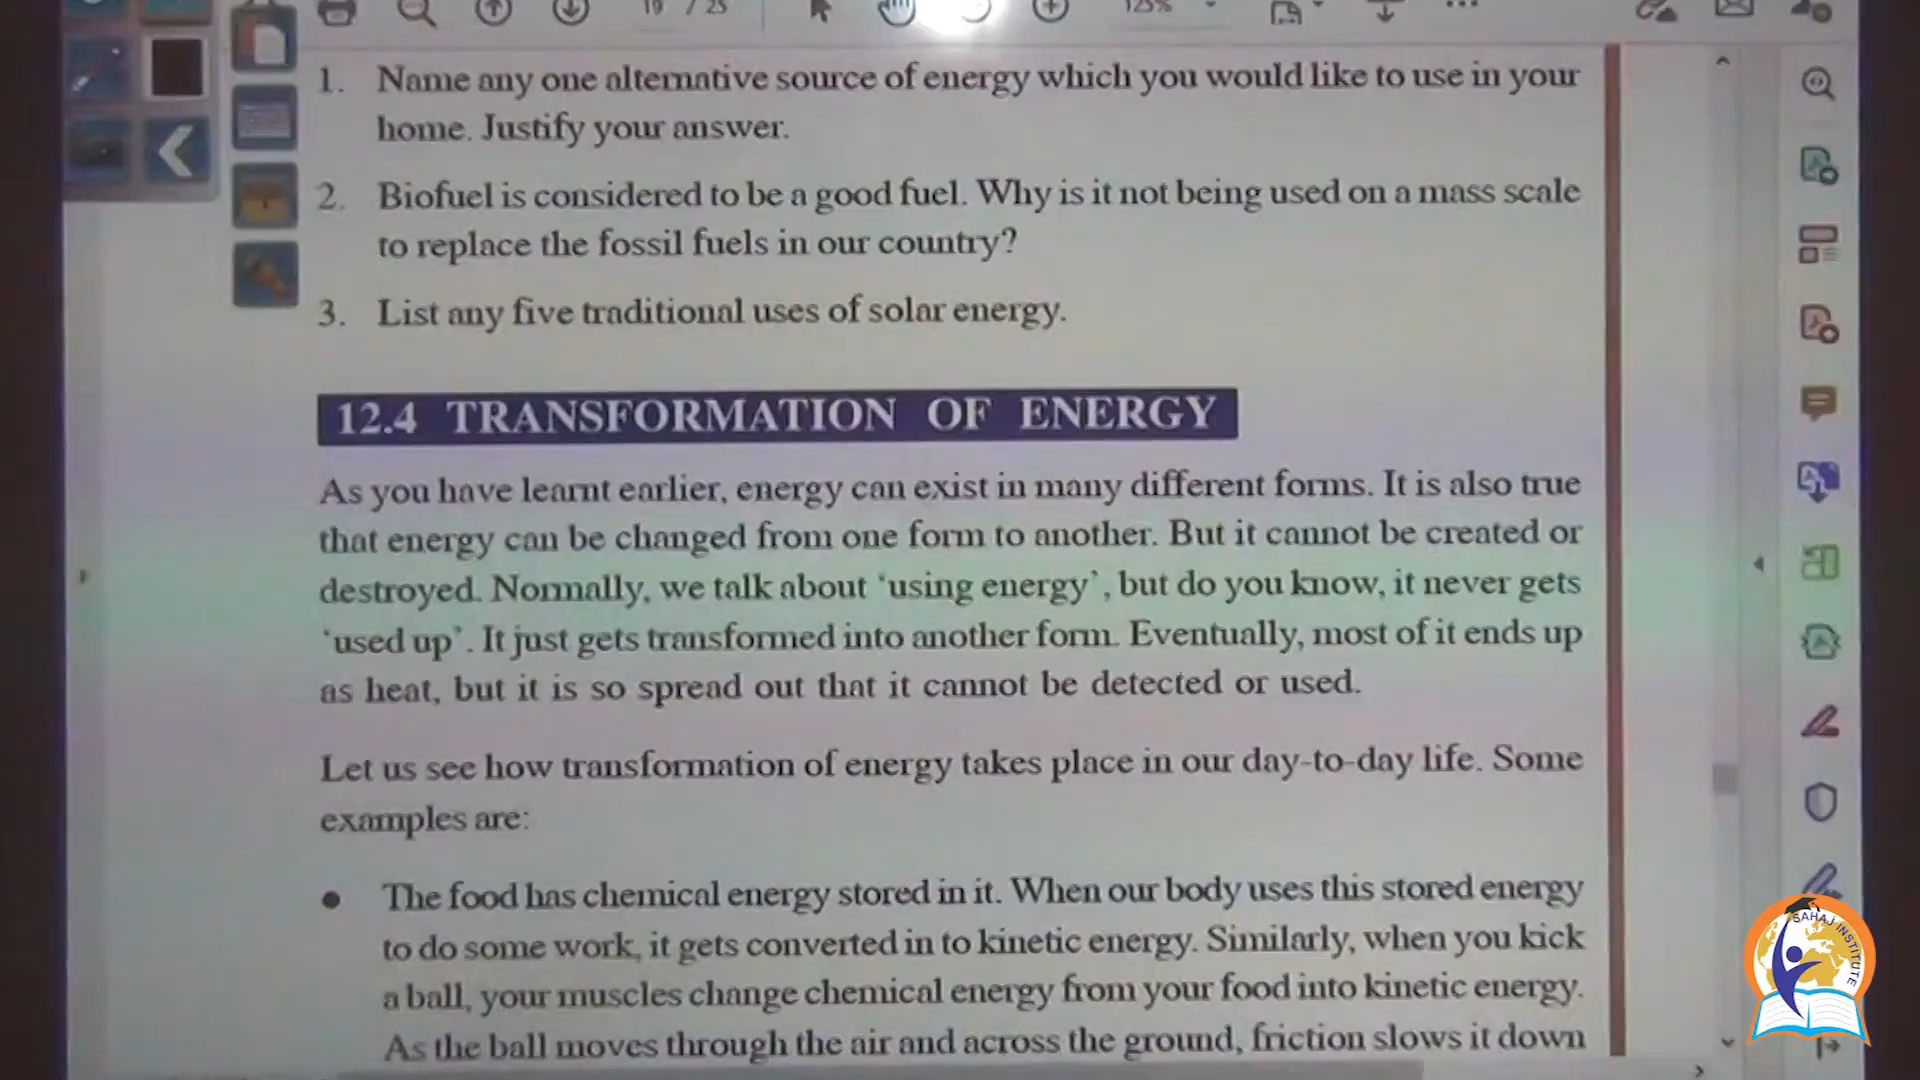 19 / 25
125%
1. Name any one alternative source of energy which you would like to use in your
home. Justify your answer.
2. Biofuel is considered to be a good fuel. Why is it not being used on a mass scale
to replace the fossil fuels in our country?
3. List any five traditional uses of solar energy.
12.4 TRANSFORMATION OF ENERGY
As you have learnt earlier, energy can exist in many different forms. It is also true
that energy can be changed from one form to another. But it cannot be created or
destroyed. Normally, we talk about ‘using energy’, but do you know, it never gets
‘used up’. It just gets transformed into another form. Eventually, most of it ends up
as heat, but it is so spread out that it cannot be detected or used.
Let us see how transformation of energy takes place in our day-to-day life. Some
examples are:
● The food has chemical energy stored in it. When our body uses this stored energy
to do some work, it gets converted in to kinetic energy. Similarly, when you kick
a ball, your muscles change chemical energy from your food into kinetic energy.
As the ball moves through the air and across the ground, friction slows it down
SAHAJ INSTITUTE